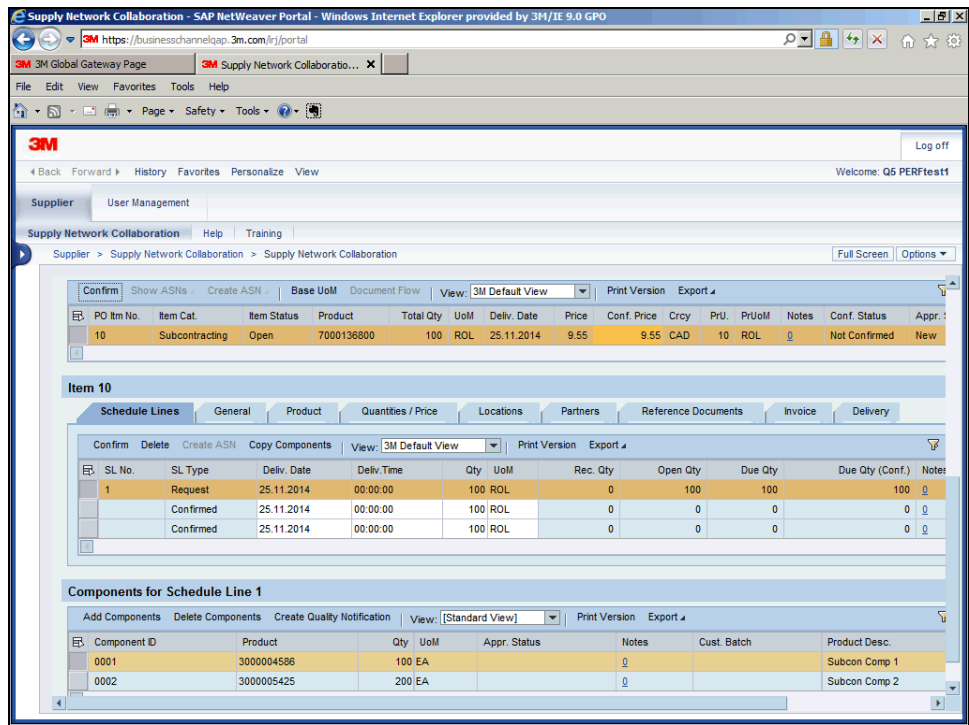 Supply Network Collaboration - SAP NetWeaver Portal - Windows Internet Explorer provided by 3M/IE 9.0 GPO
3M https://businesschannelqap.3m.com/irj/portal
3M 3M Global Gateway Page 3M Supply Network Collaboratio... X
File Edit View Favorites Tools Help
Page Safety Tools
3M Log off
Back Forward History Favorites Personalize View Welcome: Q5 PERFtest1
Supplier User Management
Supply Network Collaboration Help Training
Supplier > Supply Network Collaboration > Supply Network Collaboration Full Screen Options
Confirm Show ASNs Create ASN Base UoM Document Flow View: 3M Default View Print Version Export
PO Itm No. Item Cat. Item Status Product Total Qty UoM Deliv. Date Price Conf. Price Crcy PrU. PrUoM Notes Conf. Status Appr.
10 Subcontracting Open 7000136800 100 ROL 25.11.2014 9.55 9.55 CAD 10 ROL 0 Not Confirmed New
Item 10
Schedule Lines General Product Quantities / Price Locations Partners Reference Documents Invoice Delivery
Confirm Delete Create ASN Copy Components View: 3M Default View Print Version Export
SL No. SL Type Deliv. Date Deliv.Time Qty UoM Rec. Qty Open Qty Due Qty Due Qty (Conf.) Notes
1 Request 25.11.2014 00:00:00 100 ROL 0 100 100 100 0
Confirmed 25.11.2014 00:00:00 100 ROL 0 0 0 0 0
Confirmed 25.11.2014 00:00:00 100 ROL 0 0 0 0 0
Components for Schedule Line 1
Add Components Delete Components Create Quality Notification View: [Standard View] Print Version Export
Component ID Product Qty UoM Appr. Status Notes Cust. Batch Product Desc.
0001 3000004586 100 EA 0 Subcon Comp 1
0002 3000005425 200 EA 0 Subcon Comp 2